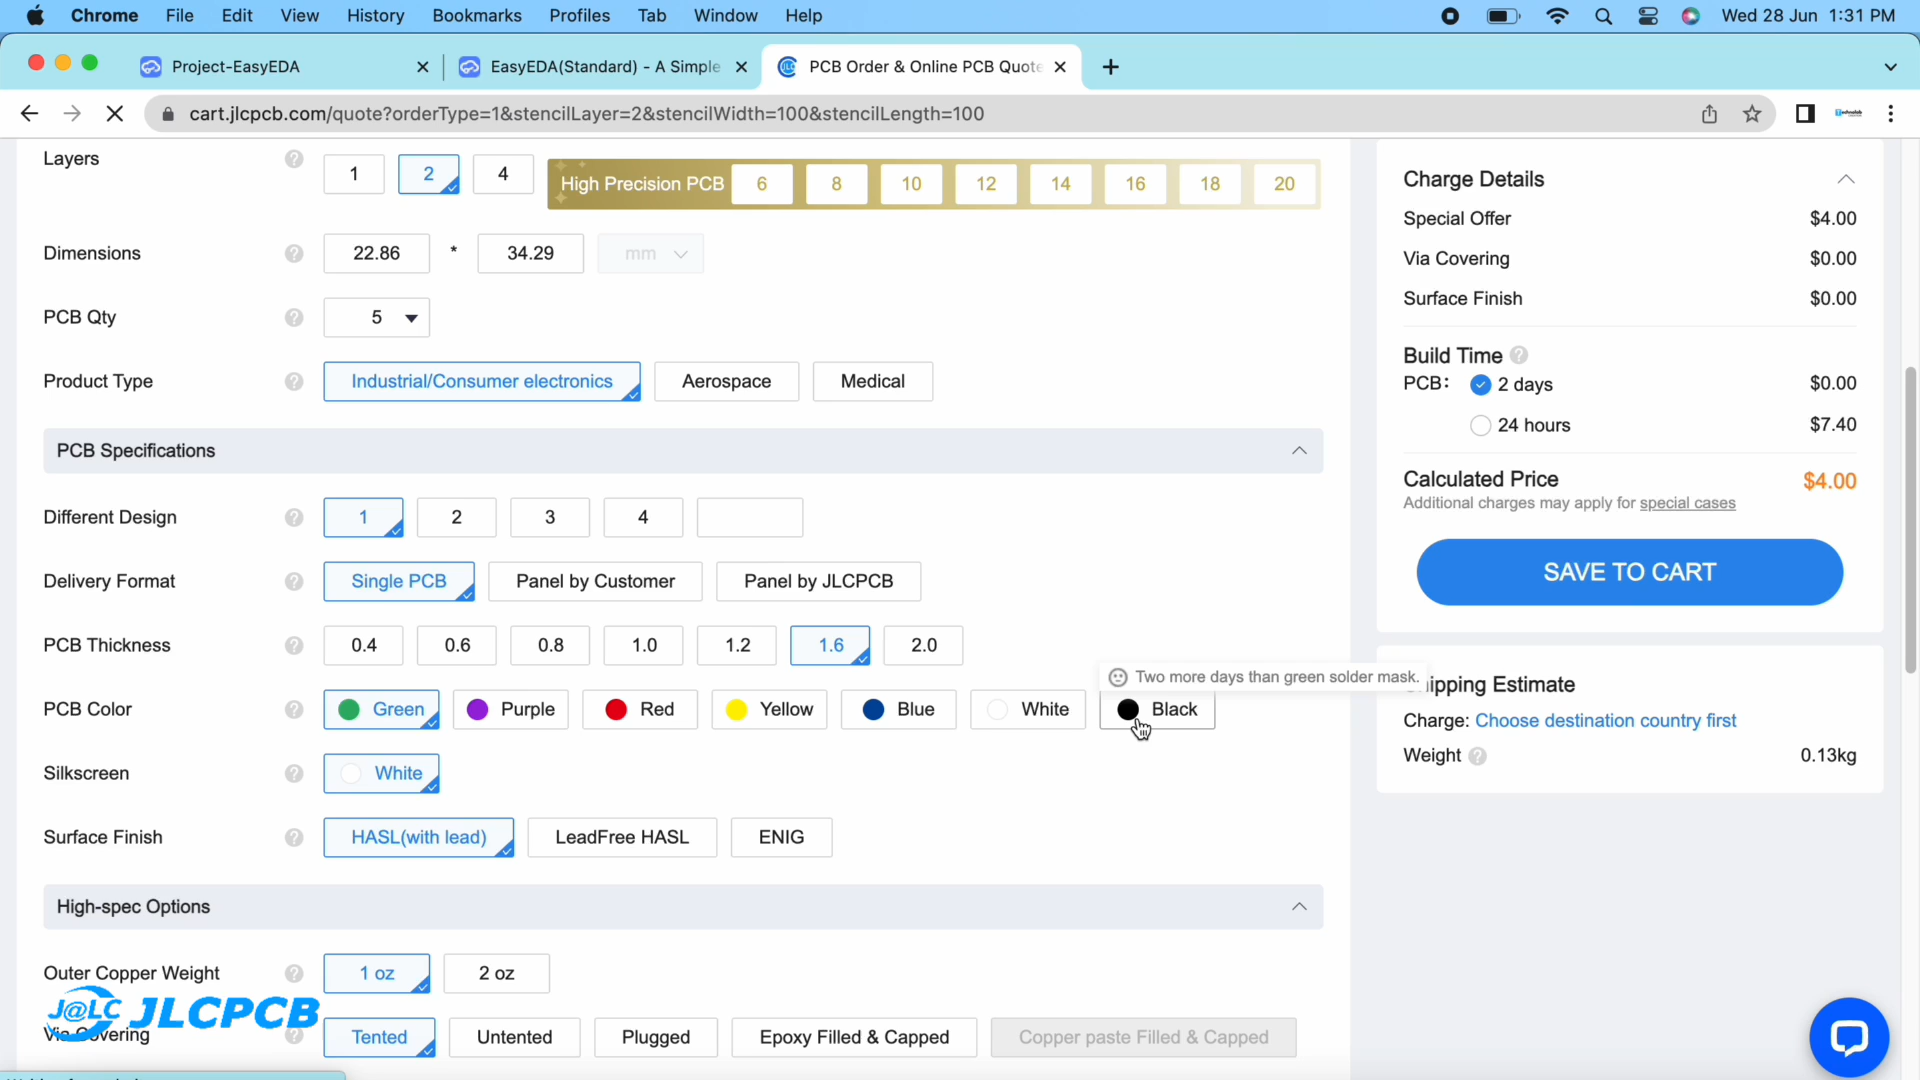 Chrome File Edit View History Bookmarks Profiles Tab Window Help Wed 28 Jun 1:31 PM
Project-EasyEDA EasyEDA(Standard) - A Simple PCB Order & Online PCB Quote
cart.jlcpcb.com/quote?orderType=1&stencilLayer=2&stencilWidth=100&stencilLength=100
Layers 1 2 4 High Precision PCB 6 8 10 12 14 16 18 20
Dimensions 22.86 * 34.29 mm
PCB Qty 5
Product Type Industrial/Consumer electronics Aerospace Medical
PCB Specifications
Different Design 1 2 3 4
Delivery Format Single PCB Panel by Customer Panel by JLCPCB
PCB Thickness 0.4 0.6 0.8 1.0 1.2 1.6 2.0
Two more days than green solder mask.
PCB Color Green Purple Red Yellow Blue White Black
Silkscreen White
Surface Finish HASL(with lead) LeadFree HASL ENIG
High-spec Options
Outer Copper Weight 1 oz 2 oz
J@LC JLCPCB
Tented Untented Plugged Epoxy Filled & Capped Copper paste Filled & Capped
Charge Details
Special Offer $4.00
Via Covering $0.00
Surface Finish $0.00
Build Time
PCB: 2 days $0.00
24 hours $7.40
Calculated Price $4.00
Additional charges may apply for special cases
SAVE TO CART
Shipping Estimate
Charge: Choose destination country first
Weight 0.13kg